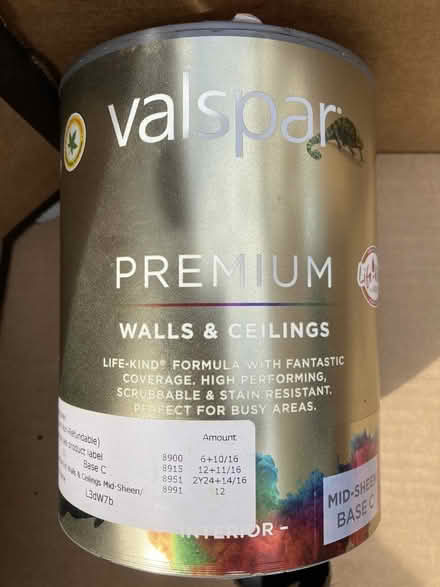 valspar
PREMIUM
WALLS & CEILINGS
LIFE-KIND® FORMULA WITH FANTASTIC
COVERAGE. HIGH PERFORMING,
SCRUBBABLE & STAIN RESISTANT.
PERFECT FOR BUSY AREAS.
Amount
product label 8900 6+10/16
Base C 8915 12+11/16
& Ceilings Mid-Sheen/ 8951 2Y24+14/16
L3dW7b 8991 12
MID-SHEEN
BASE C
INTERIOR –